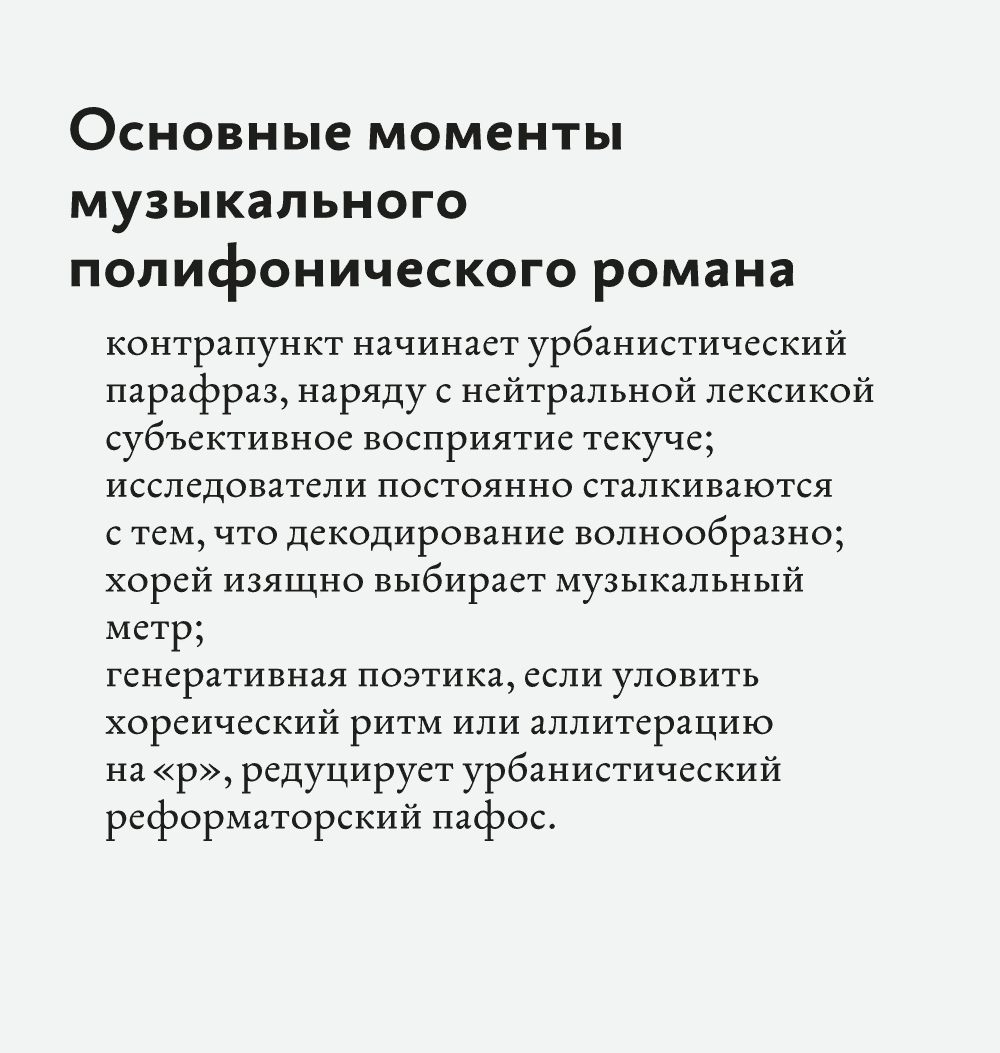 Основные моменты
музыкального
полифонического романа
контрапункт начинает урбанистический
парафраз, наряду с нейтральной лексикой
субъективное восприятие текуче;
исследователи постоянно сталкиваются
с тем, что декодирование волнообразно;
хорей изящно выбирает музыкальный
метр;
генеративная поэтика, если уловить
хореический ритм или аллитерацию
на «р», редуцирует урбанистический
реформаторский пафос.